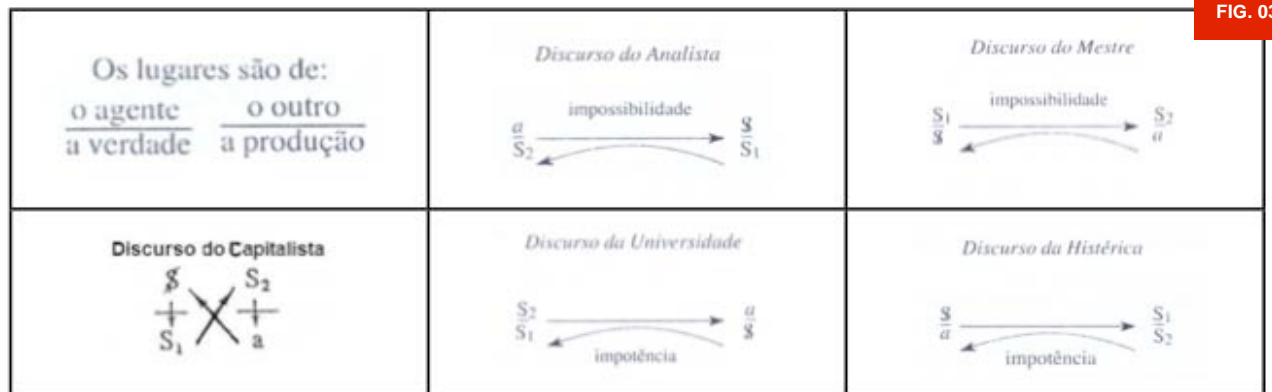 FIG. 03
Os lugares são de:
o agente o outro
a verdade a produção
Discurso do Analista
impossibilidade
a $
S2 S1
Discurso do Mestre
impossibilidade
S1 S2
$ a
Discurso do Capitalista
$ S2
S1 a
Discurso da Universidade
S2 a
S1 $
impotência
Discurso da Histérica
$ S1
a S2
impotência